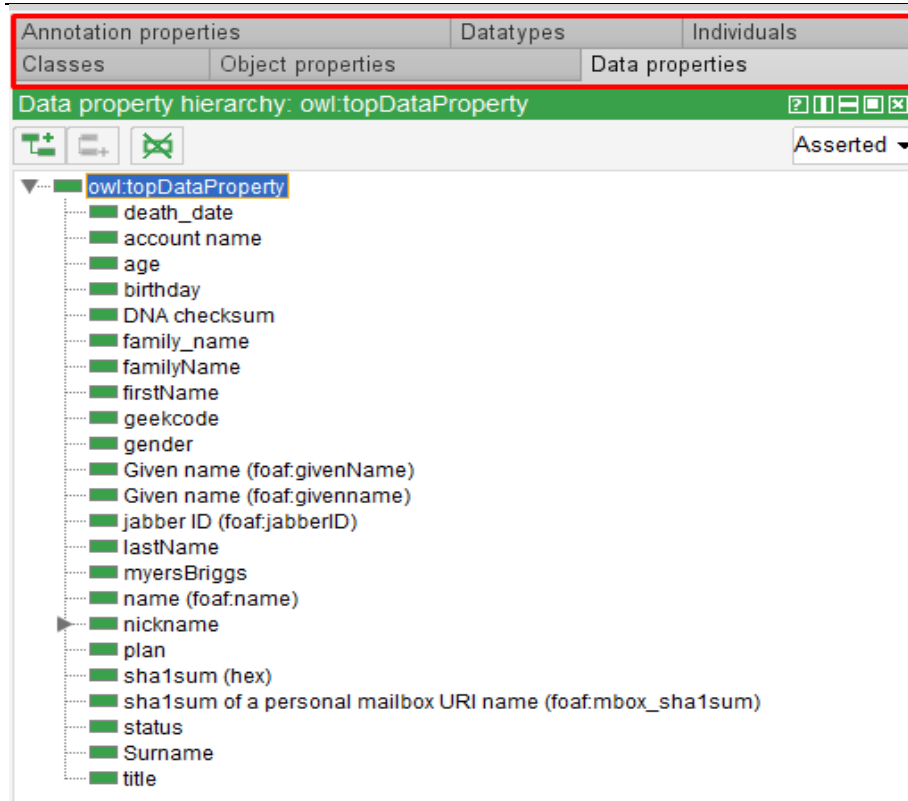 Annotation properties Datatypes Individuals
Classes Object properties Data properties
Data property hierarchy: owl:topDataProperty
Asserted
owl:topDataProperty
death_date
account name
age
birthday
DNA checksum
family_name
familyName
firstName
geekcode
gender
Given name (foaf:givenName)
Given name (foaf:givenname)
jabber ID (foaf:jabberID)
lastName
myersBriggs
name (foaf:name)
nickname
plan
sha1sum (hex)
sha1sum of a personal mailbox URI name (foaf:mbox_sha1sum)
status
Surname
title